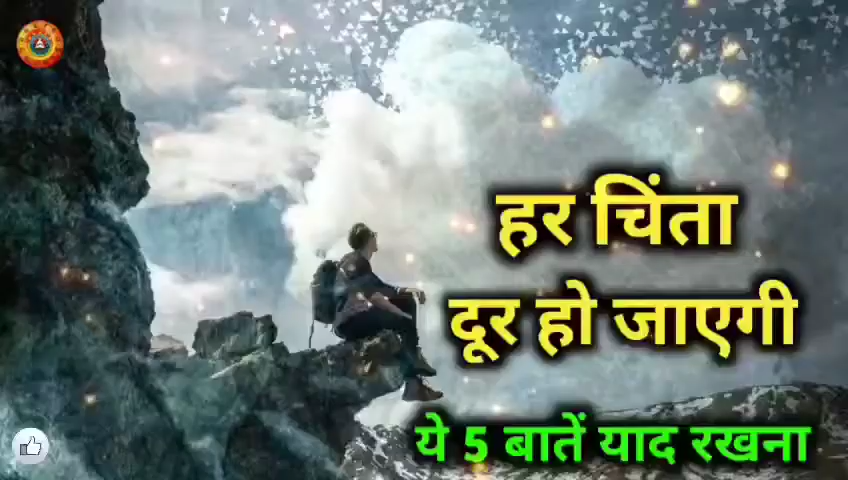 हर चिंता
दूर हो जाएगी
ये 5 बातें याद रखना